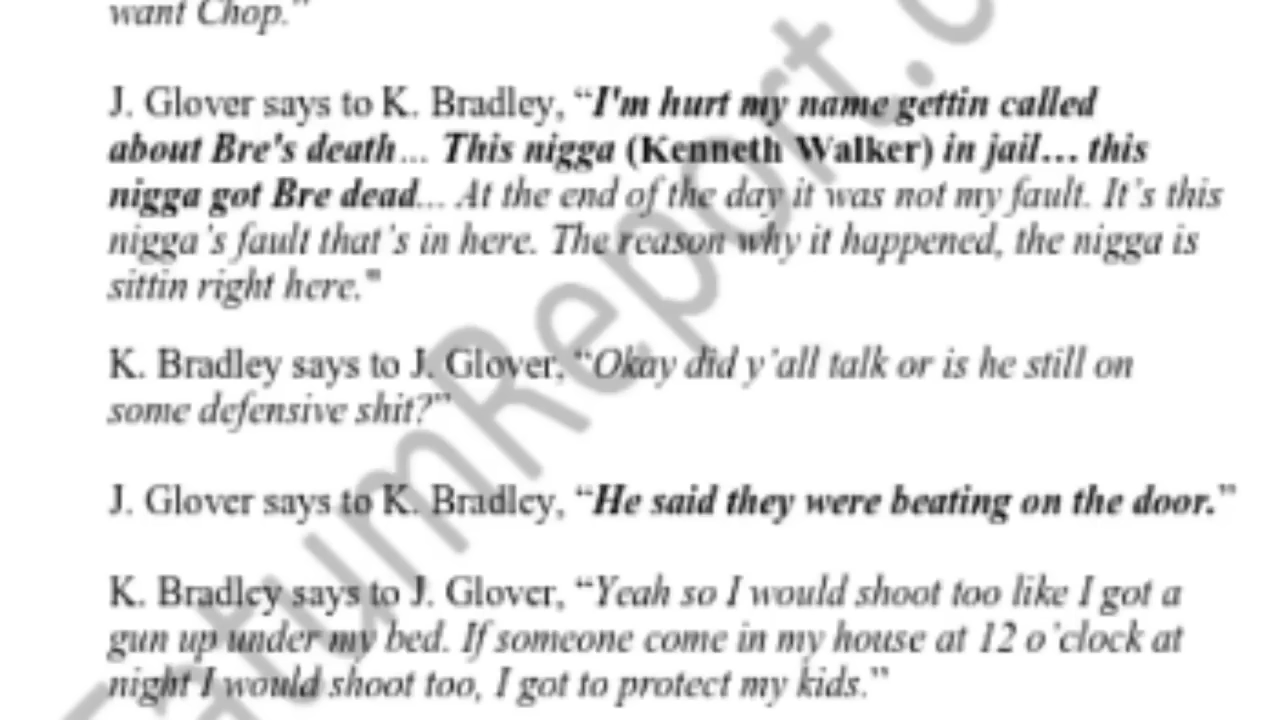 want Chop."
J. Glover says to K. Bradley, “I'm hurt my name gettin called
about Bre's death... This nigga (Kenneth Walker) in jail... this
nigga got Bre dead... At the end of the day it was not my fault. It’s this
nigga’s fault that’s in here. The reason why it happened, the nigga is
sittin right here."
K. Bradley says to J. Glover, “Okay did y’all talk or is he still on
some defensive shit?”
J. Glover says to K. Bradley, “He said they were beating on the door.”
K. Bradley says to J. Glover, “Yeah so I would shoot too like I got a
gun up under my bed. If someone come in my house at 12 o’clock at
night I would shoot too, I got to protect my kids.”
tatumReport.c